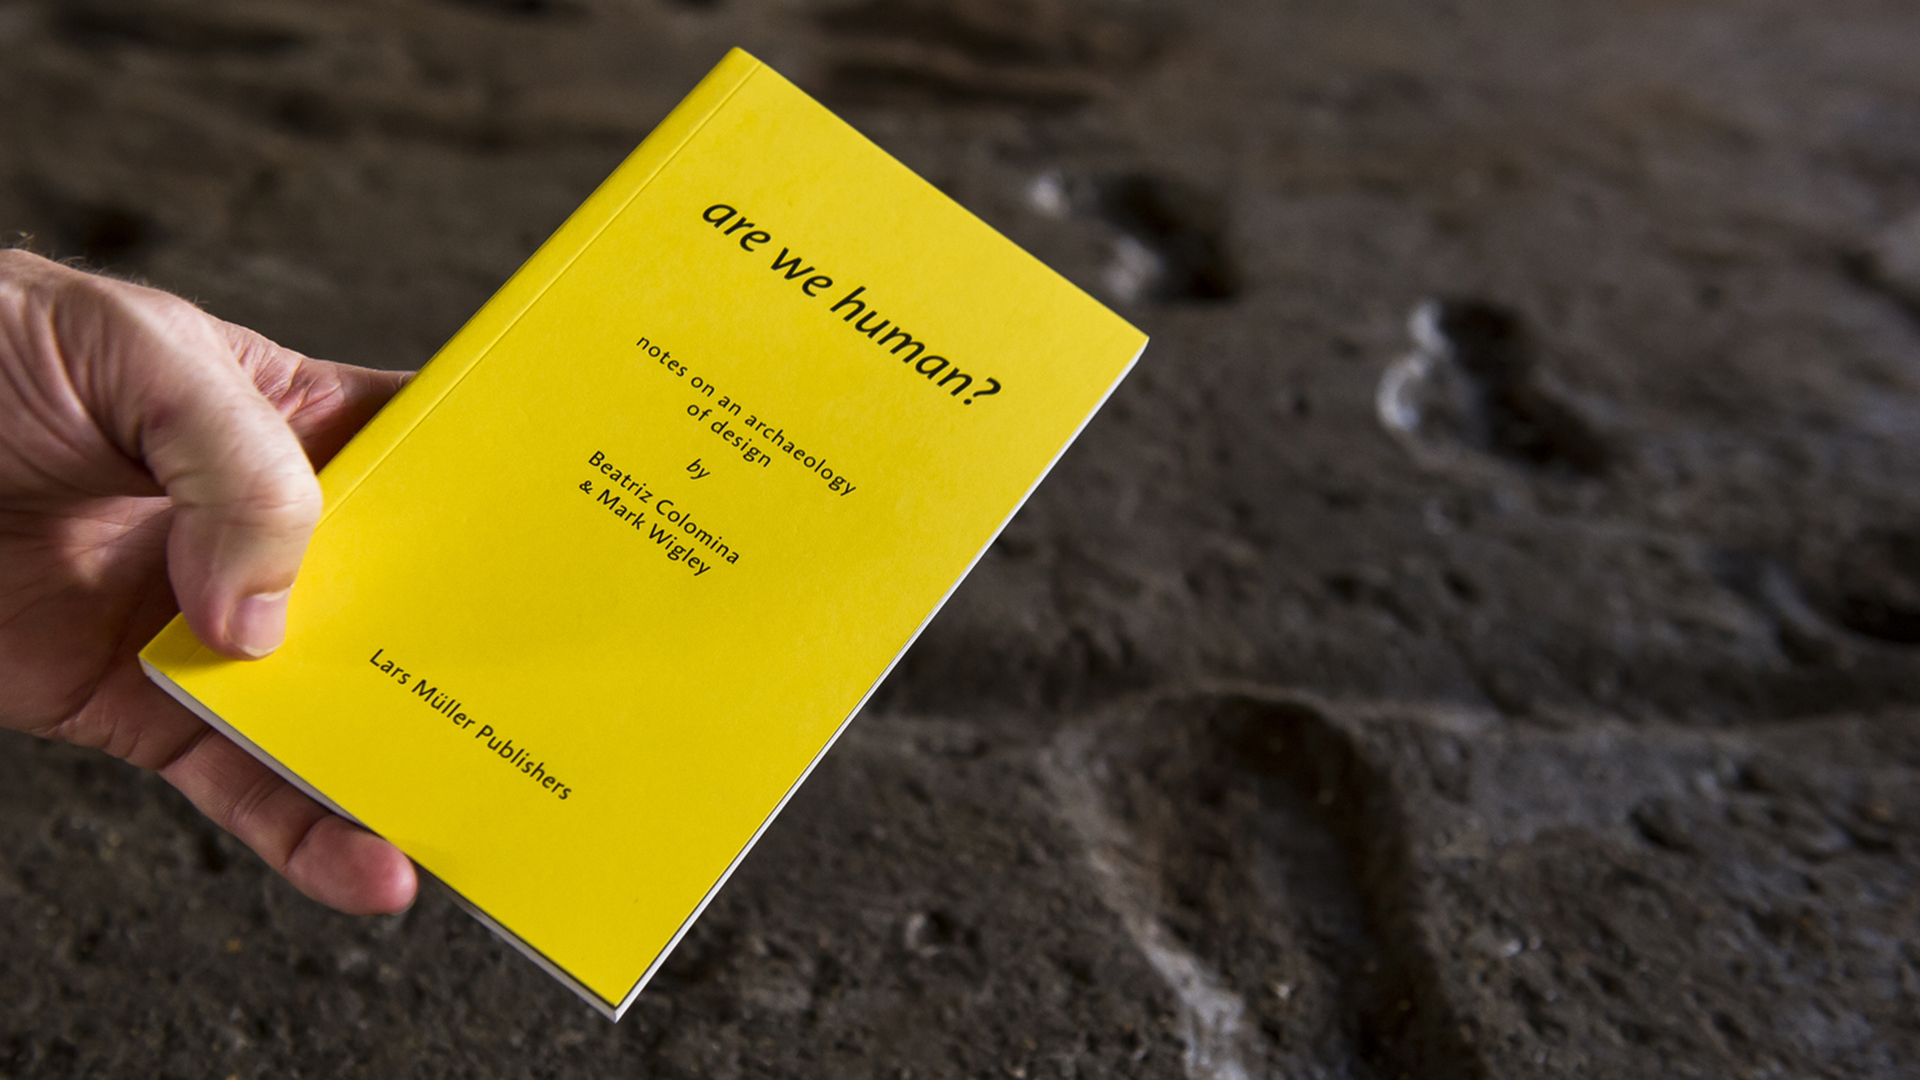 are we human?
notes on an archaeology
of design
by
Beatriz Colomina
& Mark Wigley
Lars Müller Publishers